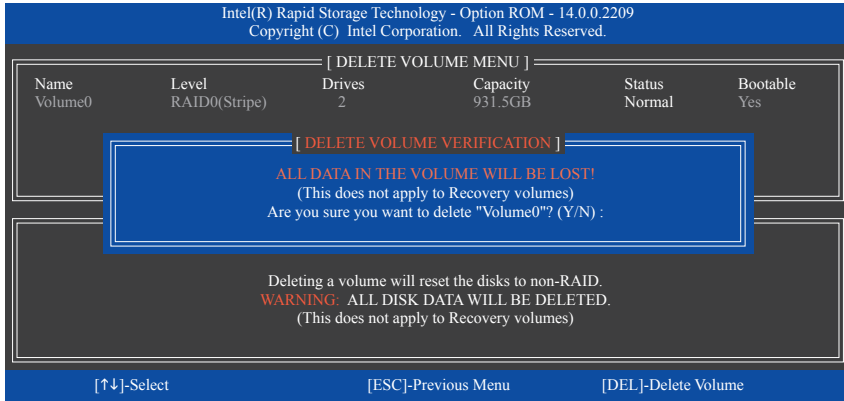 Intel(R) Rapid Storage Technology - Option ROM - 14.0.0.2209
Copyright (C) Intel Corporation. All Rights Reserved.
[ DELETE VOLUME MENU ]
Name Level Drives Capacity Status Bootable
Volume0 RAID0(Stripe) 2 931.5GB Normal Yes
[ DELETE VOLUME VERIFICATION ]
ALL DATA IN THE VOLUME WILL BE LOST!
(This does not apply to Recovery volumes)
Are you sure you want to delete "Volume0"? (Y/N) :
Deleting a volume will reset the disks to non-RAID.
WARNING: ALL DISK DATA WILL BE DELETED.
(This does not apply to Recovery volumes)
[↑↓]-Select [ESC]-Previous Menu [DEL]-Delete Volume